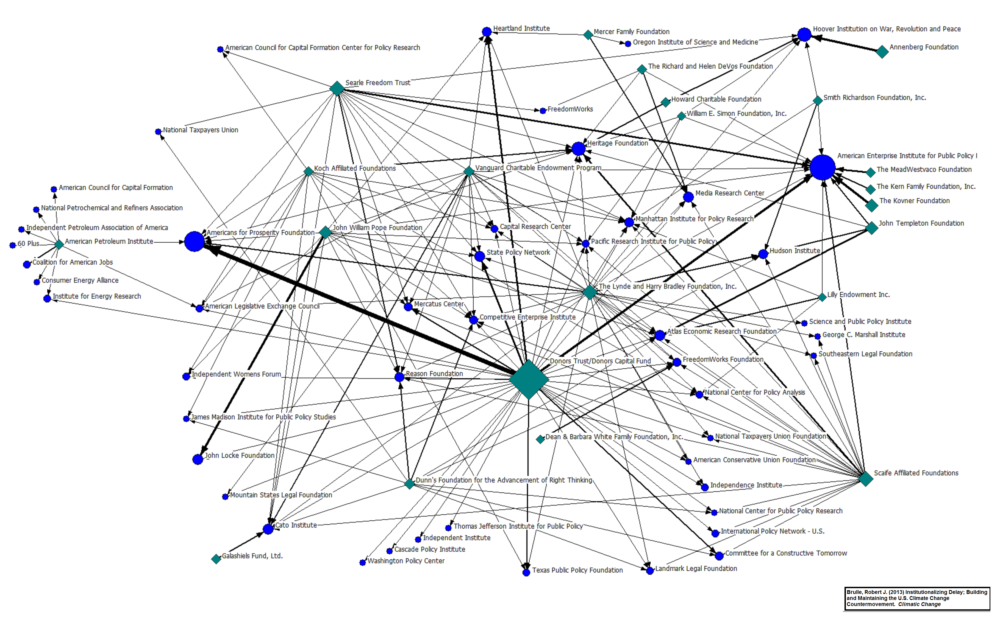 Heartland Institute
Mercer Family Foundation
Hoover Institution on War, Revolution and Peace
Oregon Institute of Science and Medicine
American Council for Capital Formation Center for Policy Research
Annenberg Foundation
The Richard and Helen DeVos Foundation
Searle Freedom Trust
Howard Charitable Foundation
Smith Richardson Foundation, Inc.
FreedomWorks
William E. Simon Foundation, Inc.
National Taxpayers Union
Heritage Foundation
American Enterprise Institute for Public Policy
Koch Affiliated Foundations
Vanguard Charitable Endowment Program
The MeadWestvaco Foundation
American Council for Capital Formation
The Kern Family Foundation, Inc.
Media Research Center
The Kovner Foundation
National Petrochemical and Refiners Association
Manhattan Institute for Policy Research
John Templeton Foundation
Independent Petroleum Association of America
John William Pope Foundation
Capital Research Center
Americans for Prosperity Foundation
American Petroleum Institute
60 Plus
Pacific Research Institute for Public Policy
State Policy Network
Hudson Institute
Coalition for American Jobs
Consumer Energy Alliance
The Lynde and Harry Bradley Foundation, Inc.
Lilly Endowment Inc.
Institute for Energy Research
American Legislative Exchange Council
Mercatus Center
Competitive Enterprise Institute
Science and Public Policy Institute
Atlas Economic Research Foundation
George C. Marshall Institute
Southeastern Legal Foundation
Donors Trust/Donors Capital Fund
FreedomWorks Foundation
Independent Womens Forum
Reason Foundation
National Center for Policy Analysis
James Madison Institute for Public Policy Studies
Dean & Barbara White Family Foundation, Inc.
National Taxpayers Union Foundation
John Locke Foundation
American Conservative Union Foundation
Scaife Affiliated Foundations
Dunn's Foundation for the Advancement of Right Thinking
Independence Institute
Mountain States Legal Foundation
National Center for Public Policy Research
Cato Institute
Thomas Jefferson Institute for Public Policy
International Policy Network - U.S.
Independent Institute
Cascade Policy Institute
Committee for a Constructive Tomorrow
Galashiels Fund, Ltd.
Washington Policy Center
Texas Public Policy Foundation
Landmark Legal Foundation
Brulle, Robert J. (2013) Institutionalizing Delay; Building
and Maintaining the U.S. Climate Change
Countermovement. Climatic Change